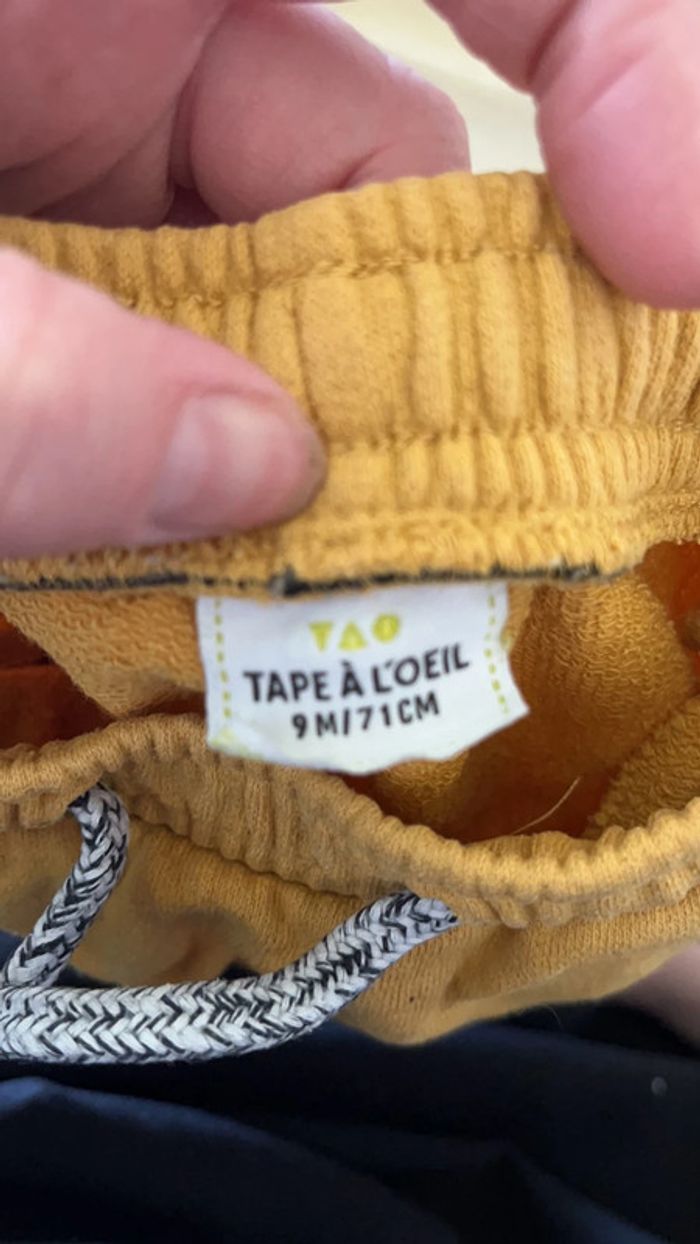 TAO
TAPE À L'OEIL
9M/71CM